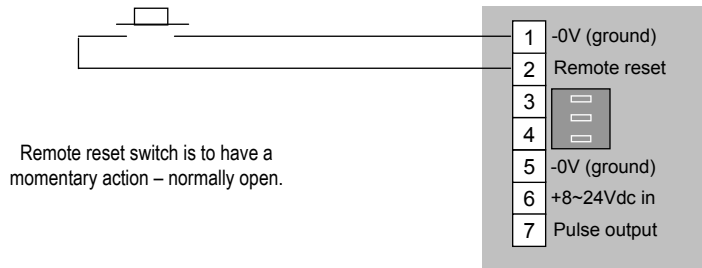 1 -0V (ground)
2 Remote reset
3
4
Remote reset switch is to have a
momentary action – normally open.
5 -0V (ground)
6 +8~24Vdc in
7 Pulse output